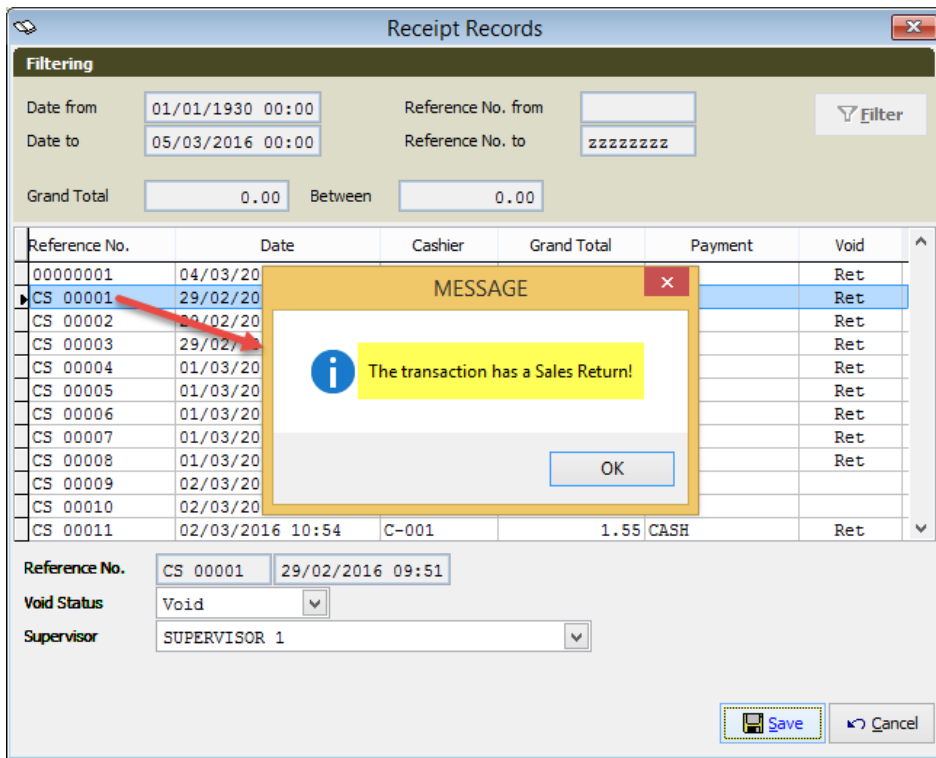 Receipt Records
Filtering
Date from 01/01/1930 00:00 Reference No. from Filter
Date to 05/03/2016 00:00 Reference No. to zzzzzzzz
Grand Total 0.00 Between 0.00
Reference No. Date Cashier Grand Total Payment Void
00000001 04/03/20 Ret
CS 00001 29/02/20 Ret
CS 00002 29/02/20 Ret
CS 00003 29/02/ Ret
CS 00004 01/03/20 Ret
CS 00005 01/03/20 Ret
CS 00006 01/03/20 Ret
CS 00007 01/03/20 Ret
CS 00008 01/03/20 Ret
CS 00009 02/03/20
CS 00010 02/03/20
CS 00011 02/03/2016 10:54 C-001 1.55 CASH Ret
MESSAGE
The transaction has a Sales Return!
OK
Reference No. CS 00001 29/02/2016 09:51
Void Status Void
Supervisor SUPERVISOR 1
Save Cancel